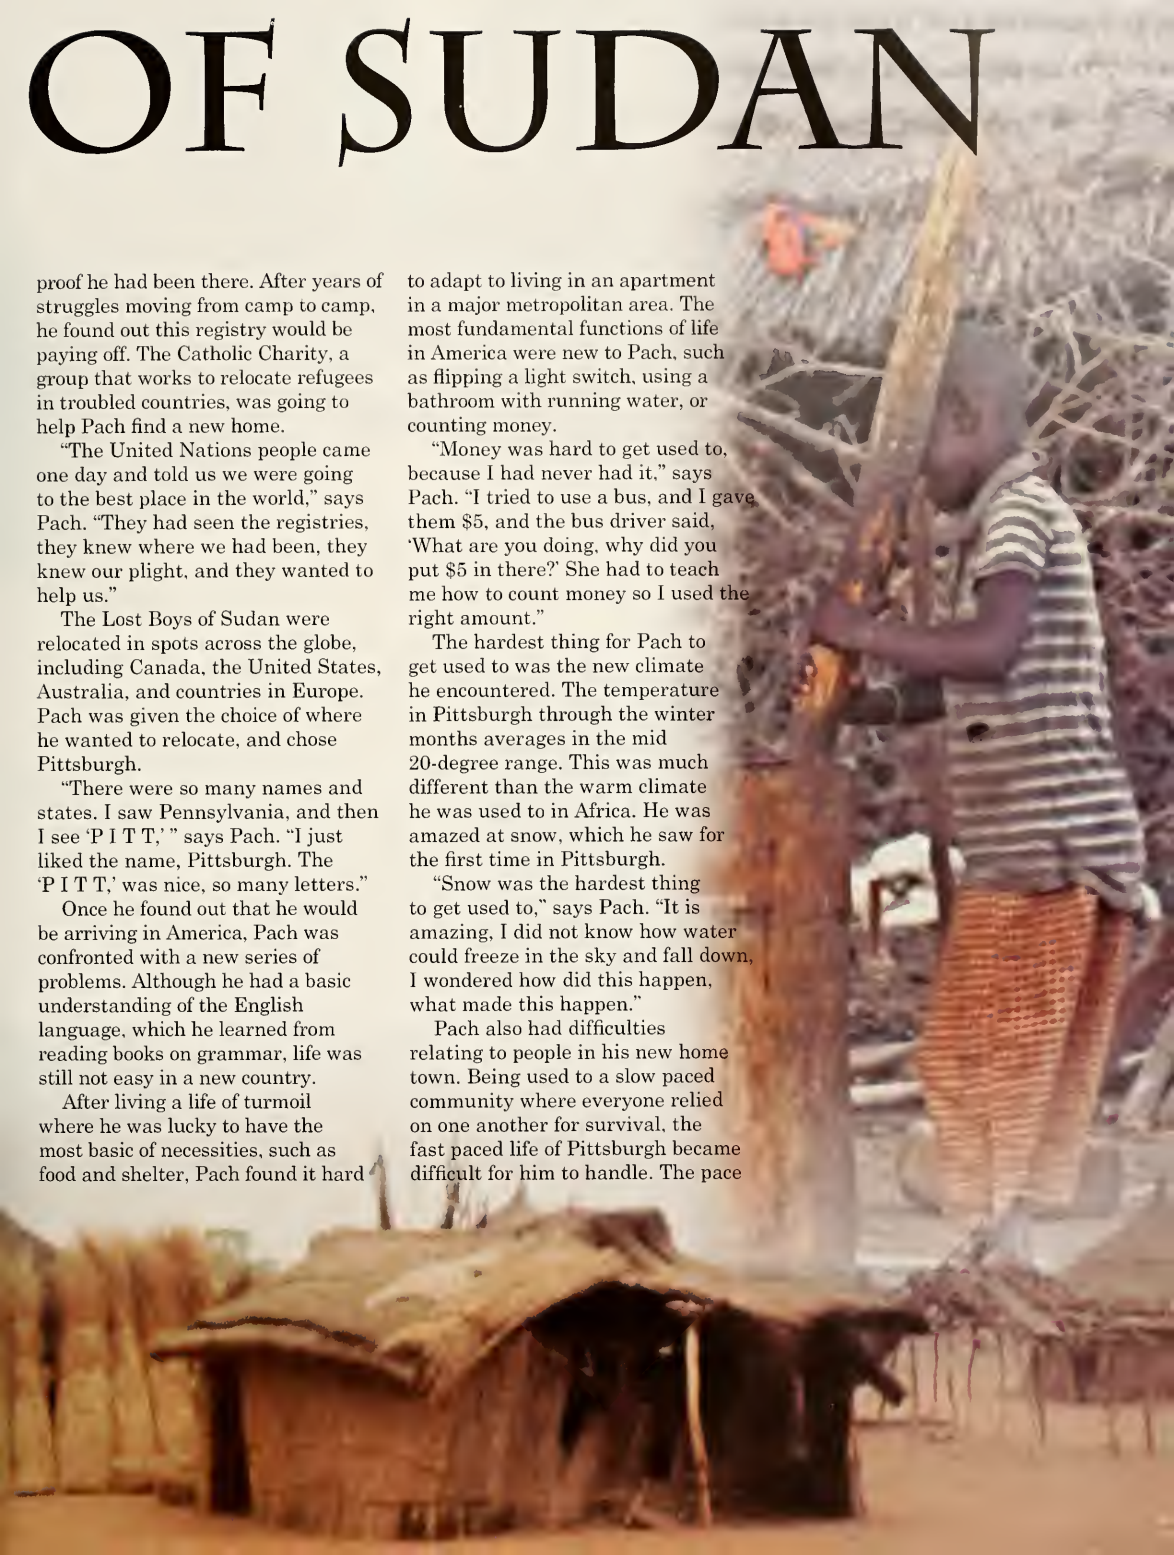 OF SUDAN
proof he had been there. After years of
struggles moving from camp to camp,
he found out this registry would be
paying off. The Catholic Charity, a
group that works to relocate refugees
in troubled countries, was going to
help Pach find a new home.
“The United Nations people came
one day and told us we were going
to the best place in the world,” says
Pach. “They had seen the registries,
they knew where we had been, they
knew our plight, and they wanted to
help us.”
The Lost Boys of Sudan were
relocated in spots across the globe,
including Canada, the United States,
Australia, and countries in Europe.
Pach was given the choice of where
he wanted to relocate, and chose
Pittsburgh.
“There were so many names and
states. I saw Pennsylvania, and then
I see ‘P I T T,’ ” says Pach. “I just
liked the name, Pittsburgh. The
‘P I T T,’ was nice, so many letters.”
Once he found out that he would
be arriving in America, Pach was
confronted with a new series of
problems. Although he had a basic
understanding of the English
language, which he learned from
reading books on grammar, life was
still not easy in a new country.
After living a life of turmoil
where he was lucky to have the
most basic of necessities, such as
food and shelter, Pach found it hard
to adapt to living in an apartment
in a major metropolitan area. The
most fundamental functions of life
in America were new to Pach, such
as flipping a light switch, using a
bathroom with running water, or
counting money.
“Money was hard to get used to,
because I had never had it,” says
Pach. “I tried to use a bus, and I gave
them $5, and the bus driver said,
‘What are you doing, why did you
put $5 in there?’ She had to teach
me how to count money so I used the
right amount.”
The hardest thing for Pach to
get used to was the new climate
he encountered. The temperature
in Pittsburgh through the winter
months averages in the mid
20-degree range. This was much
different than the warm climate
he was used to in Africa. He was
amazed at snow, which he saw for
the first time in Pittsburgh.
“Snow was the hardest thing
to get used to,” says Pach. “It is
amazing, I did not know how water
could freeze in the sky and fall down,
I wondered how did this happen,
what made this happen.”
Pach also had difficulties
relating to people in his new home
town. Being used to a slow paced
community where everyone relied
on one another for survival, the
fast paced life of Pittsburgh became
difficult for him to handle. The pace